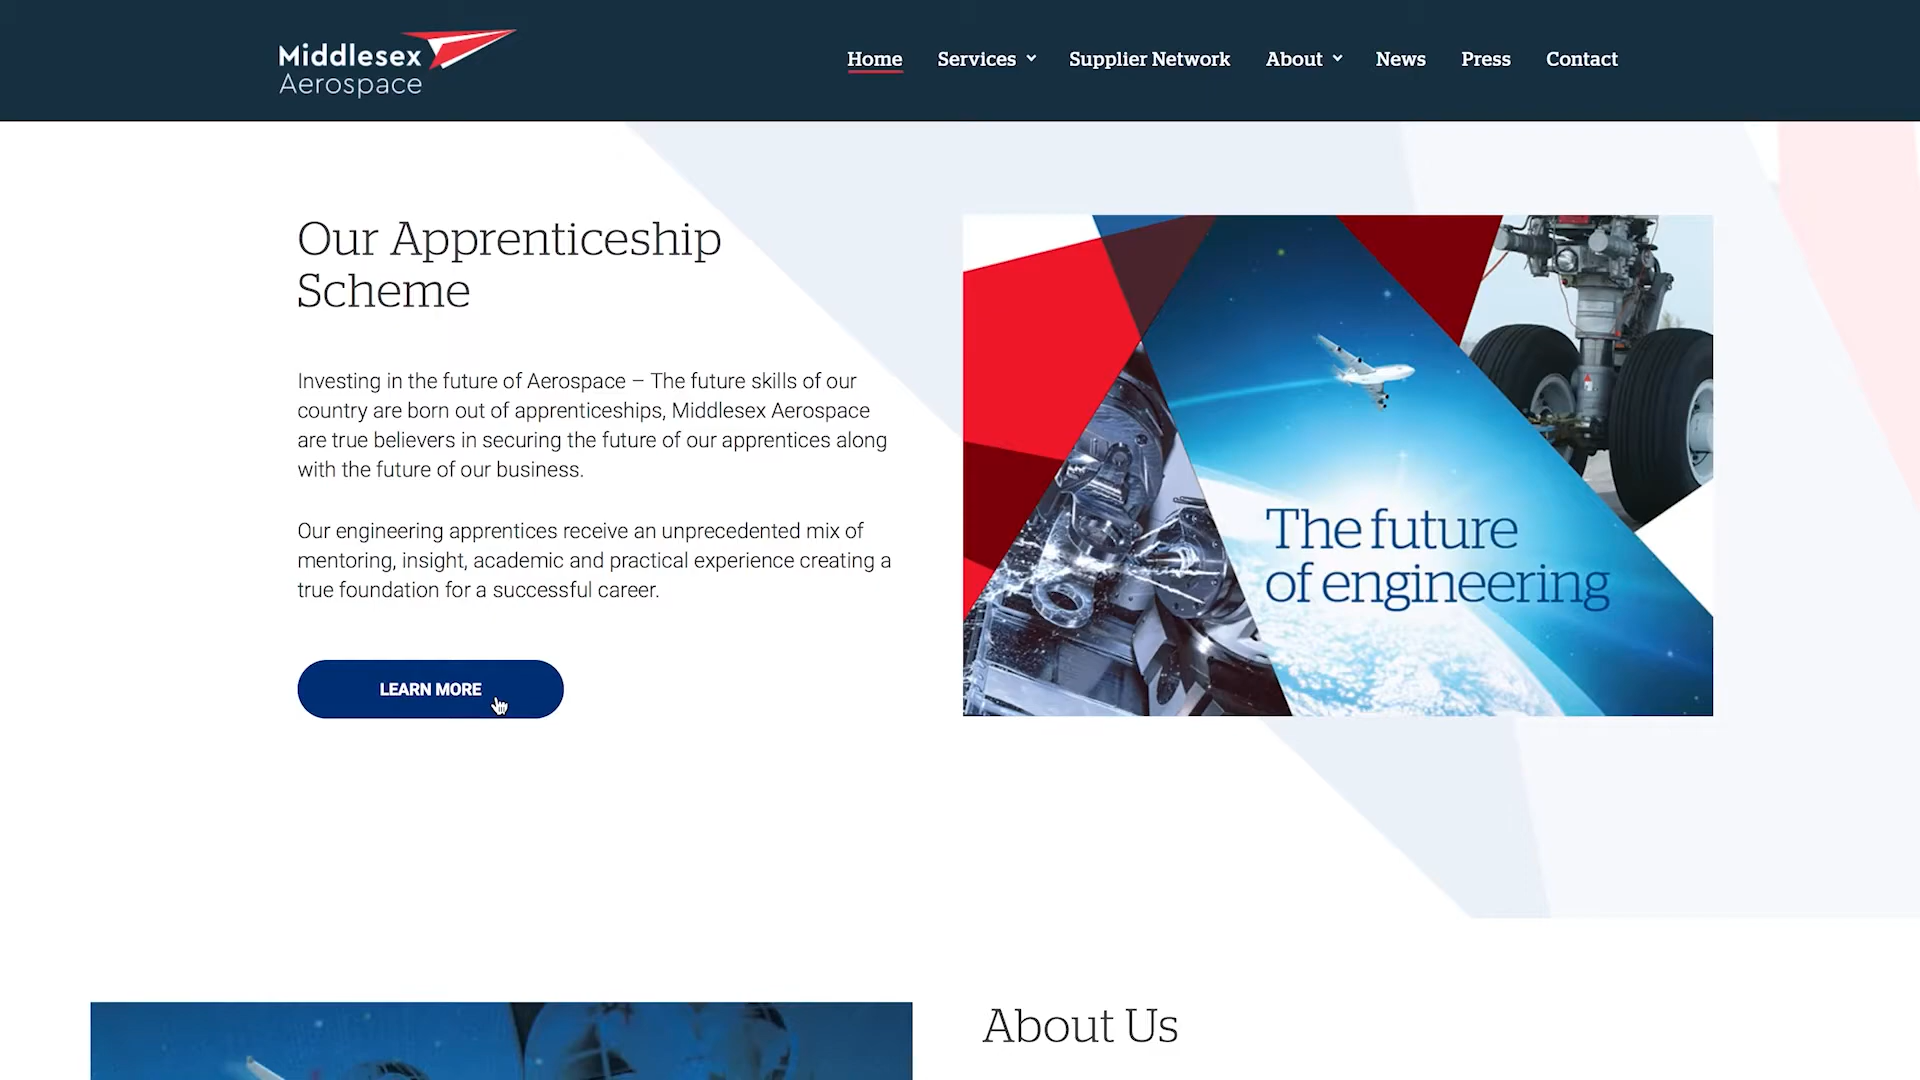 Middlesex
Aerospace
Home Services Supplier Network About News Press Contact
Our Apprenticeship
Scheme
Investing in the future of Aerospace – The future skills of our
country are born out of apprenticeships, Middlesex Aerospace
are true believers in securing the future of our apprentices along
with the future of our business.
Our engineering apprentices receive an unprecedented mix of
mentoring, insight, academic and practical experience creating a
true foundation for a successful career.
LEARN MORE
The future
of engineering
About Us